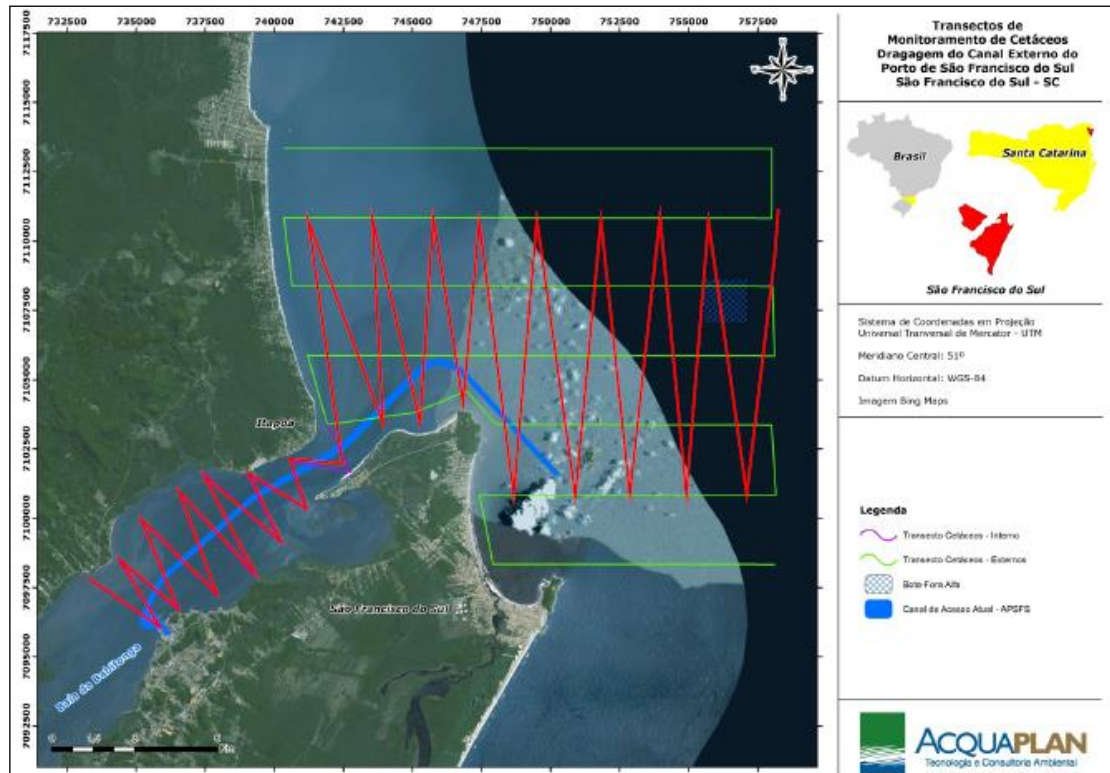 732500 735000 737500 740000 742500 745000 747500 750000 752500 755000 757500
7117500
7115000
7112500
7110000
7107500
7105000
7102500
7100000
7097500
7095000
7092500
Itapoá
São Francisco do Sul
Baía da Babitonga
Km
Transectos de
Monitoramento de Cetáceos
Dragagem do Canal Externo do
Porto de São Francisco do Sul
São Francisco do Sul - SC
Brasil
Santa Catarina
São Francisco do Sul
Sistema de Coordenadas em Projeção
Universal Tranversal de Mercator - UTM
Meridiano Central: 51º
Datum Horizontal: WGS-84
Imagem Bing Maps
Legenda
Transecto Cetáceos - Interno
Transecto Cetáceos - Externos
Bota-Fora Alfa
Canal de Acesso Atual - APSFS
ACQUAPLAN
Tecnologia e Consultoria Ambiental